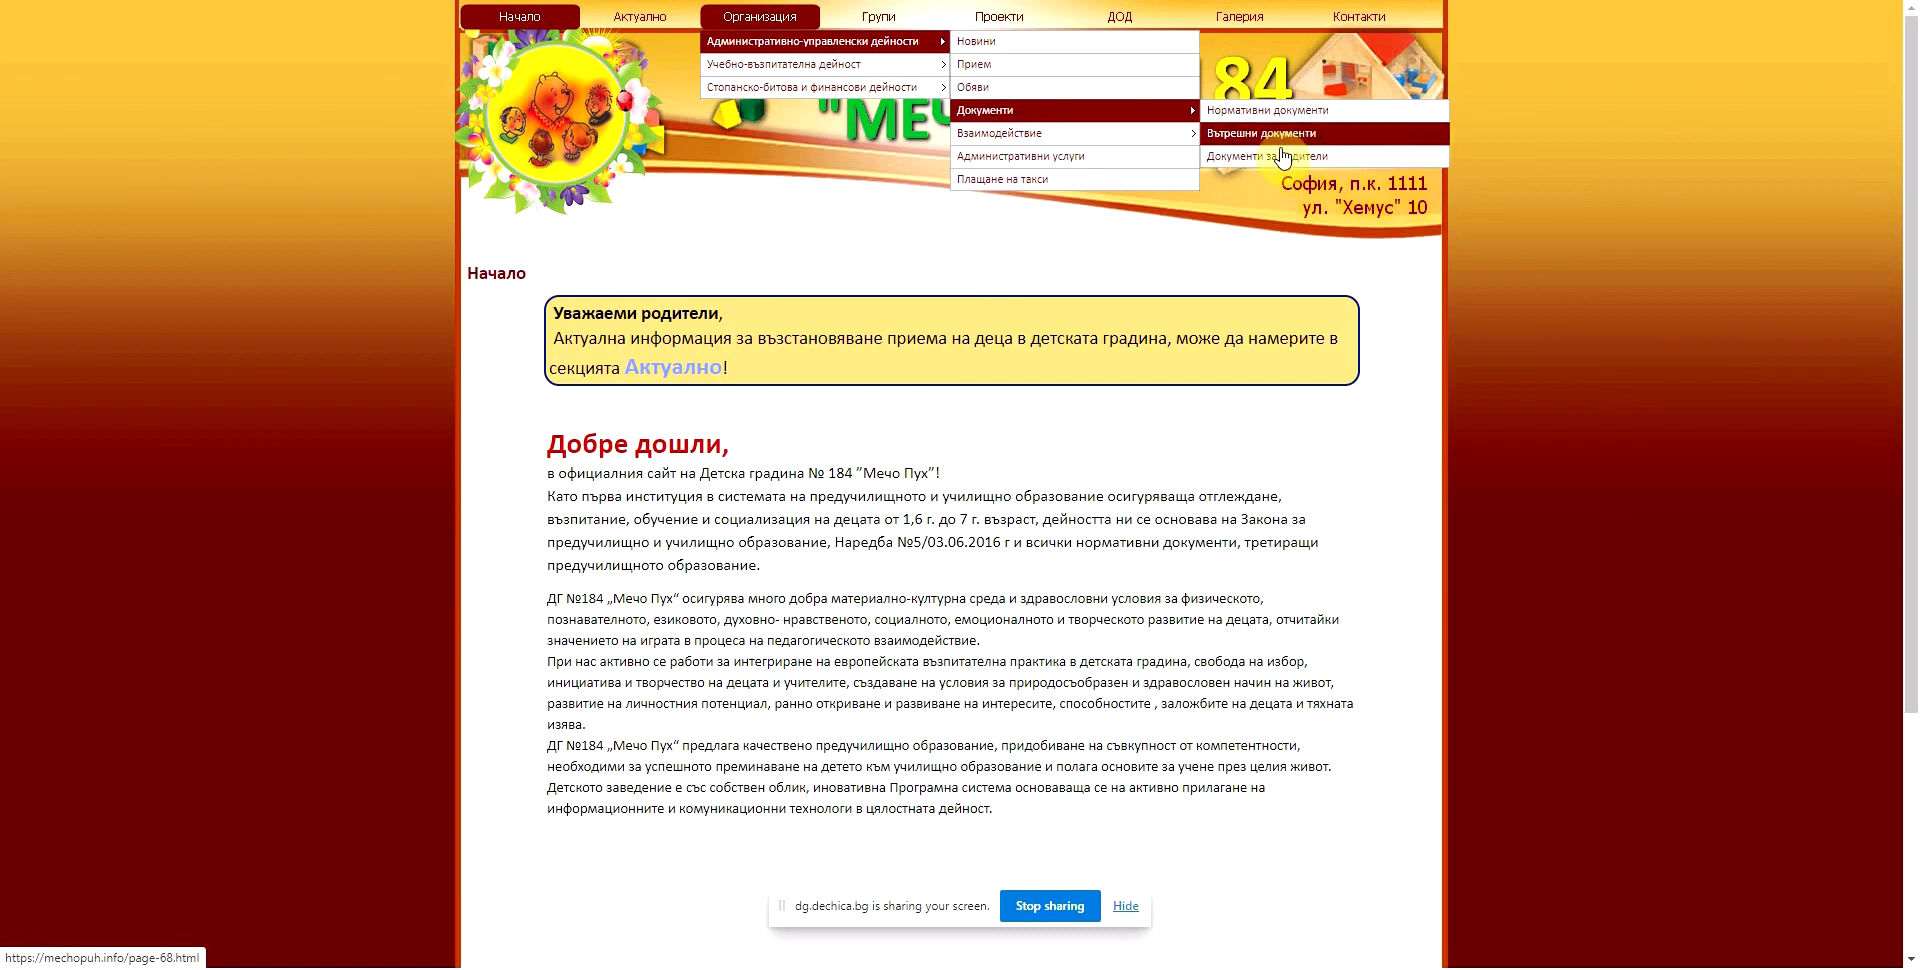 Начало Актуално Организация Групи Проекти ДОД Галерия Контакти
Административно-управленски дейности
Учебно-възпитателна дейност
Стопанско-битова и финансови дейности
Новини
Прием
Обяви
Документи
Взаимодействие
Административни услуги
Плащане на такси
Нормативни документи
Вътрешни документи
Документи за родители
184
София, п.к. 1111
ул. "Хемус" 10
Начало
Уважаеми родители,
Актуална информация за възстановяване приема на деца в детската градина, може да намерите в
секцията Актуално!
Добре дошли,
в официалния сайт на Детска градина № 184 ”Мечо Пух”!
Като първа институция в системата на предучилищното и училищно образование осигуряваща отглеждане,
възпитание, обучение и социализация на децата от 1,6 г. до 7 г. възраст, дейността ни се основава на Закона за
предучилищно и училищно образование, Наредба №5/03.06.2016 г и всички нормативни документи, третиращи
предучилищното образование.
ДГ №184 „Мечо Пух“ осигурява много добра материално-културна среда и здравословни условия за физическото,
познавателното, езиковото, духовно- нравственото, социалното, емоционалното и творческото развитие на децата, отчитайки
значението на играта в процеса на педагогическото взаимодействие.
При нас активно се работи за интегриране на европейската възпитателна практика в детската градина, свобода на избор,
инициатива и творчество на децата и учителите, създаване на условия за природосъобразен и здравословен начин на живот,
развитие на личностния потенциал, ранно откриване и развиване на интересите, способностите , заложбите на децата и тяхната
изява.
ДГ №184 „Мечо Пух“ предлага качествено предучилищно образование, придобиване на съвкупност от компетентности,
необходими за успешното преминаване на детето към училищно образование и полага основите за учене през целия живот.
Детското заведение е със собствен облик, иновативна Програмна система основаваща се на активно прилагане на
информационните и комуникационни технологи в цялостната дейност.
dg.dechica.bg is sharing your screen. Stop sharing Hide
https://mechopuh.info/page-68.html